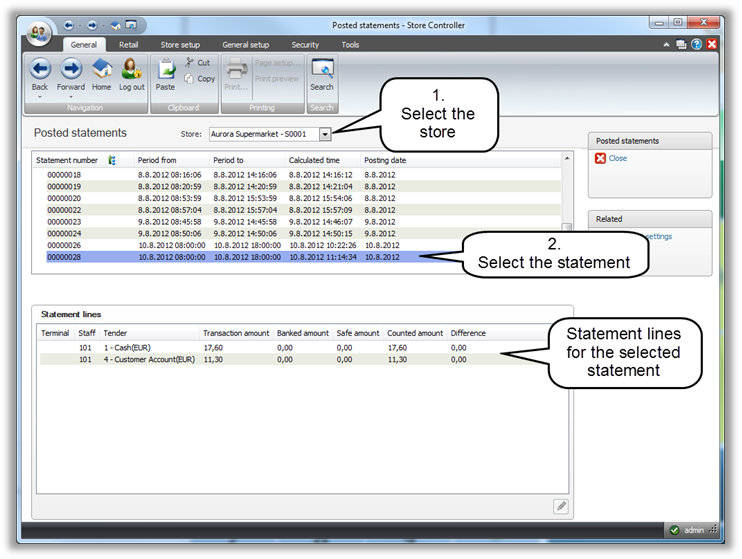 Posted statements - Store Controller
General Retail Store setup General setup Security Tools
Back Forward Home Log out
Navigation
Paste
Cut
Copy
Clipboard
Print...
Page setup...
Print preview
Printing
Search
Search
1.
Select the
store
Posted statements
Store: Aurora Supermarket - S0001
Statement number Period from Period to Calculated time Posting date
00000018 8.8.2012 08:16:06 8.8.2012 14:16:06 8.8.2012 14:16:12 8.8.2012
00000019 8.8.2012 08:20:59 8.8.2012 14:20:59 8.8.2012 14:21:04 8.8.2012
00000020 8.8.2012 08:53:59 8.8.2012 15:53:59 8.8.2012 15:54:06 8.8.2012
00000022 8.8.2012 08:57:04 8.8.2012 15:57:04 8.8.2012 15:57:09 8.8.2012
00000023 9.8.2012 08:45:58 9.8.2012 14:45:58 9.8.2012 14:46:07 9.8.2012
00000024 9.8.2012 08:50:06 9.8.2012 14:50:06 9.8.2012 14:50:15 9.8.2012
00000026 10.8.2012 08:00:00 10.8.2012 18:00:00 10.8.2012 10:22:26 10.8.2012
00000028 10.8.2012 08:00:00 10.8.2012 18:00:00 10.8.2012 11:14:34 10.8.2012
Posted statements
Close
Related
settings
2.
Select the statement
Statement lines
Terminal Staff Tender Transaction amount Banked amount Safe amount Counted amount Difference
101 1 - Cash(EUR) 17,60 0,00 0,00 17,60 0,00
101 4 - Customer Account(EUR) 11,30 0,00 0,00 11,30 0,00
Statement lines
for the selected
statement
admin